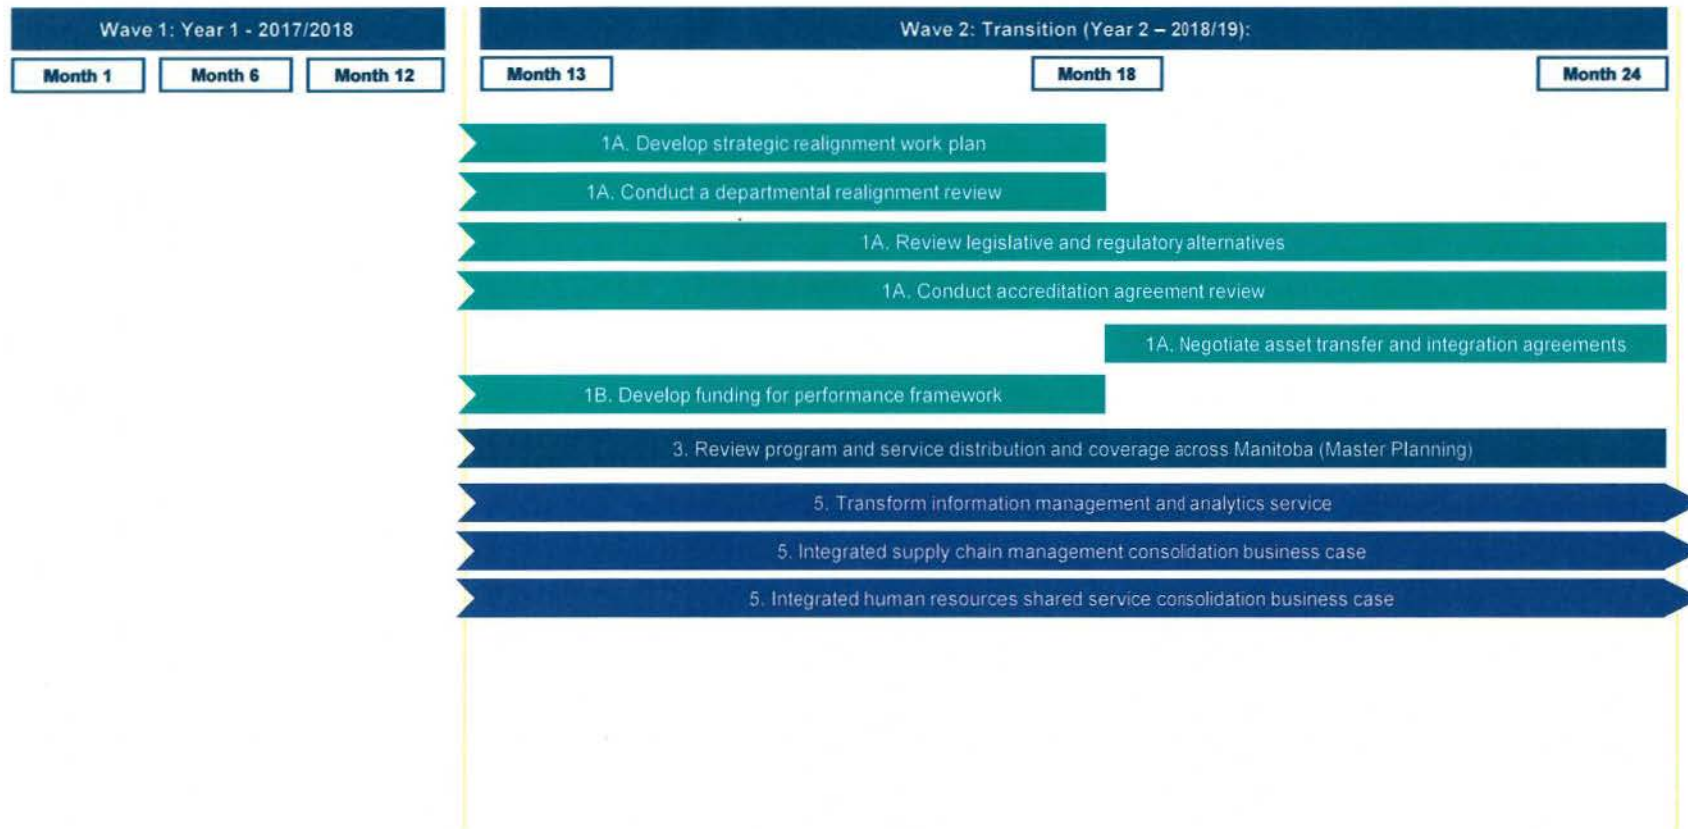 Wave 1: Year 1 - 2017/2018
Wave 2: Transition (Year 2 – 2018/19):
Month 1
Month 6
Month 12
Month 13
Month 18
Month 24
1A. Develop strategic realignment work plan
1A. Conduct a departmental realignment review
1A. Review legislative and regulatory alternatives
1A. Conduct accreditation agreement review
1A. Negotiate asset transfer and integration agreements
1B. Develop funding for performance framework
3. Review program and service distribution and coverage across Manitoba (Master Planning)
5. Transform information management and analytics service
5. Integrated supply chain management consolidation business case
5. Integrated human resources shared service consolidation business case